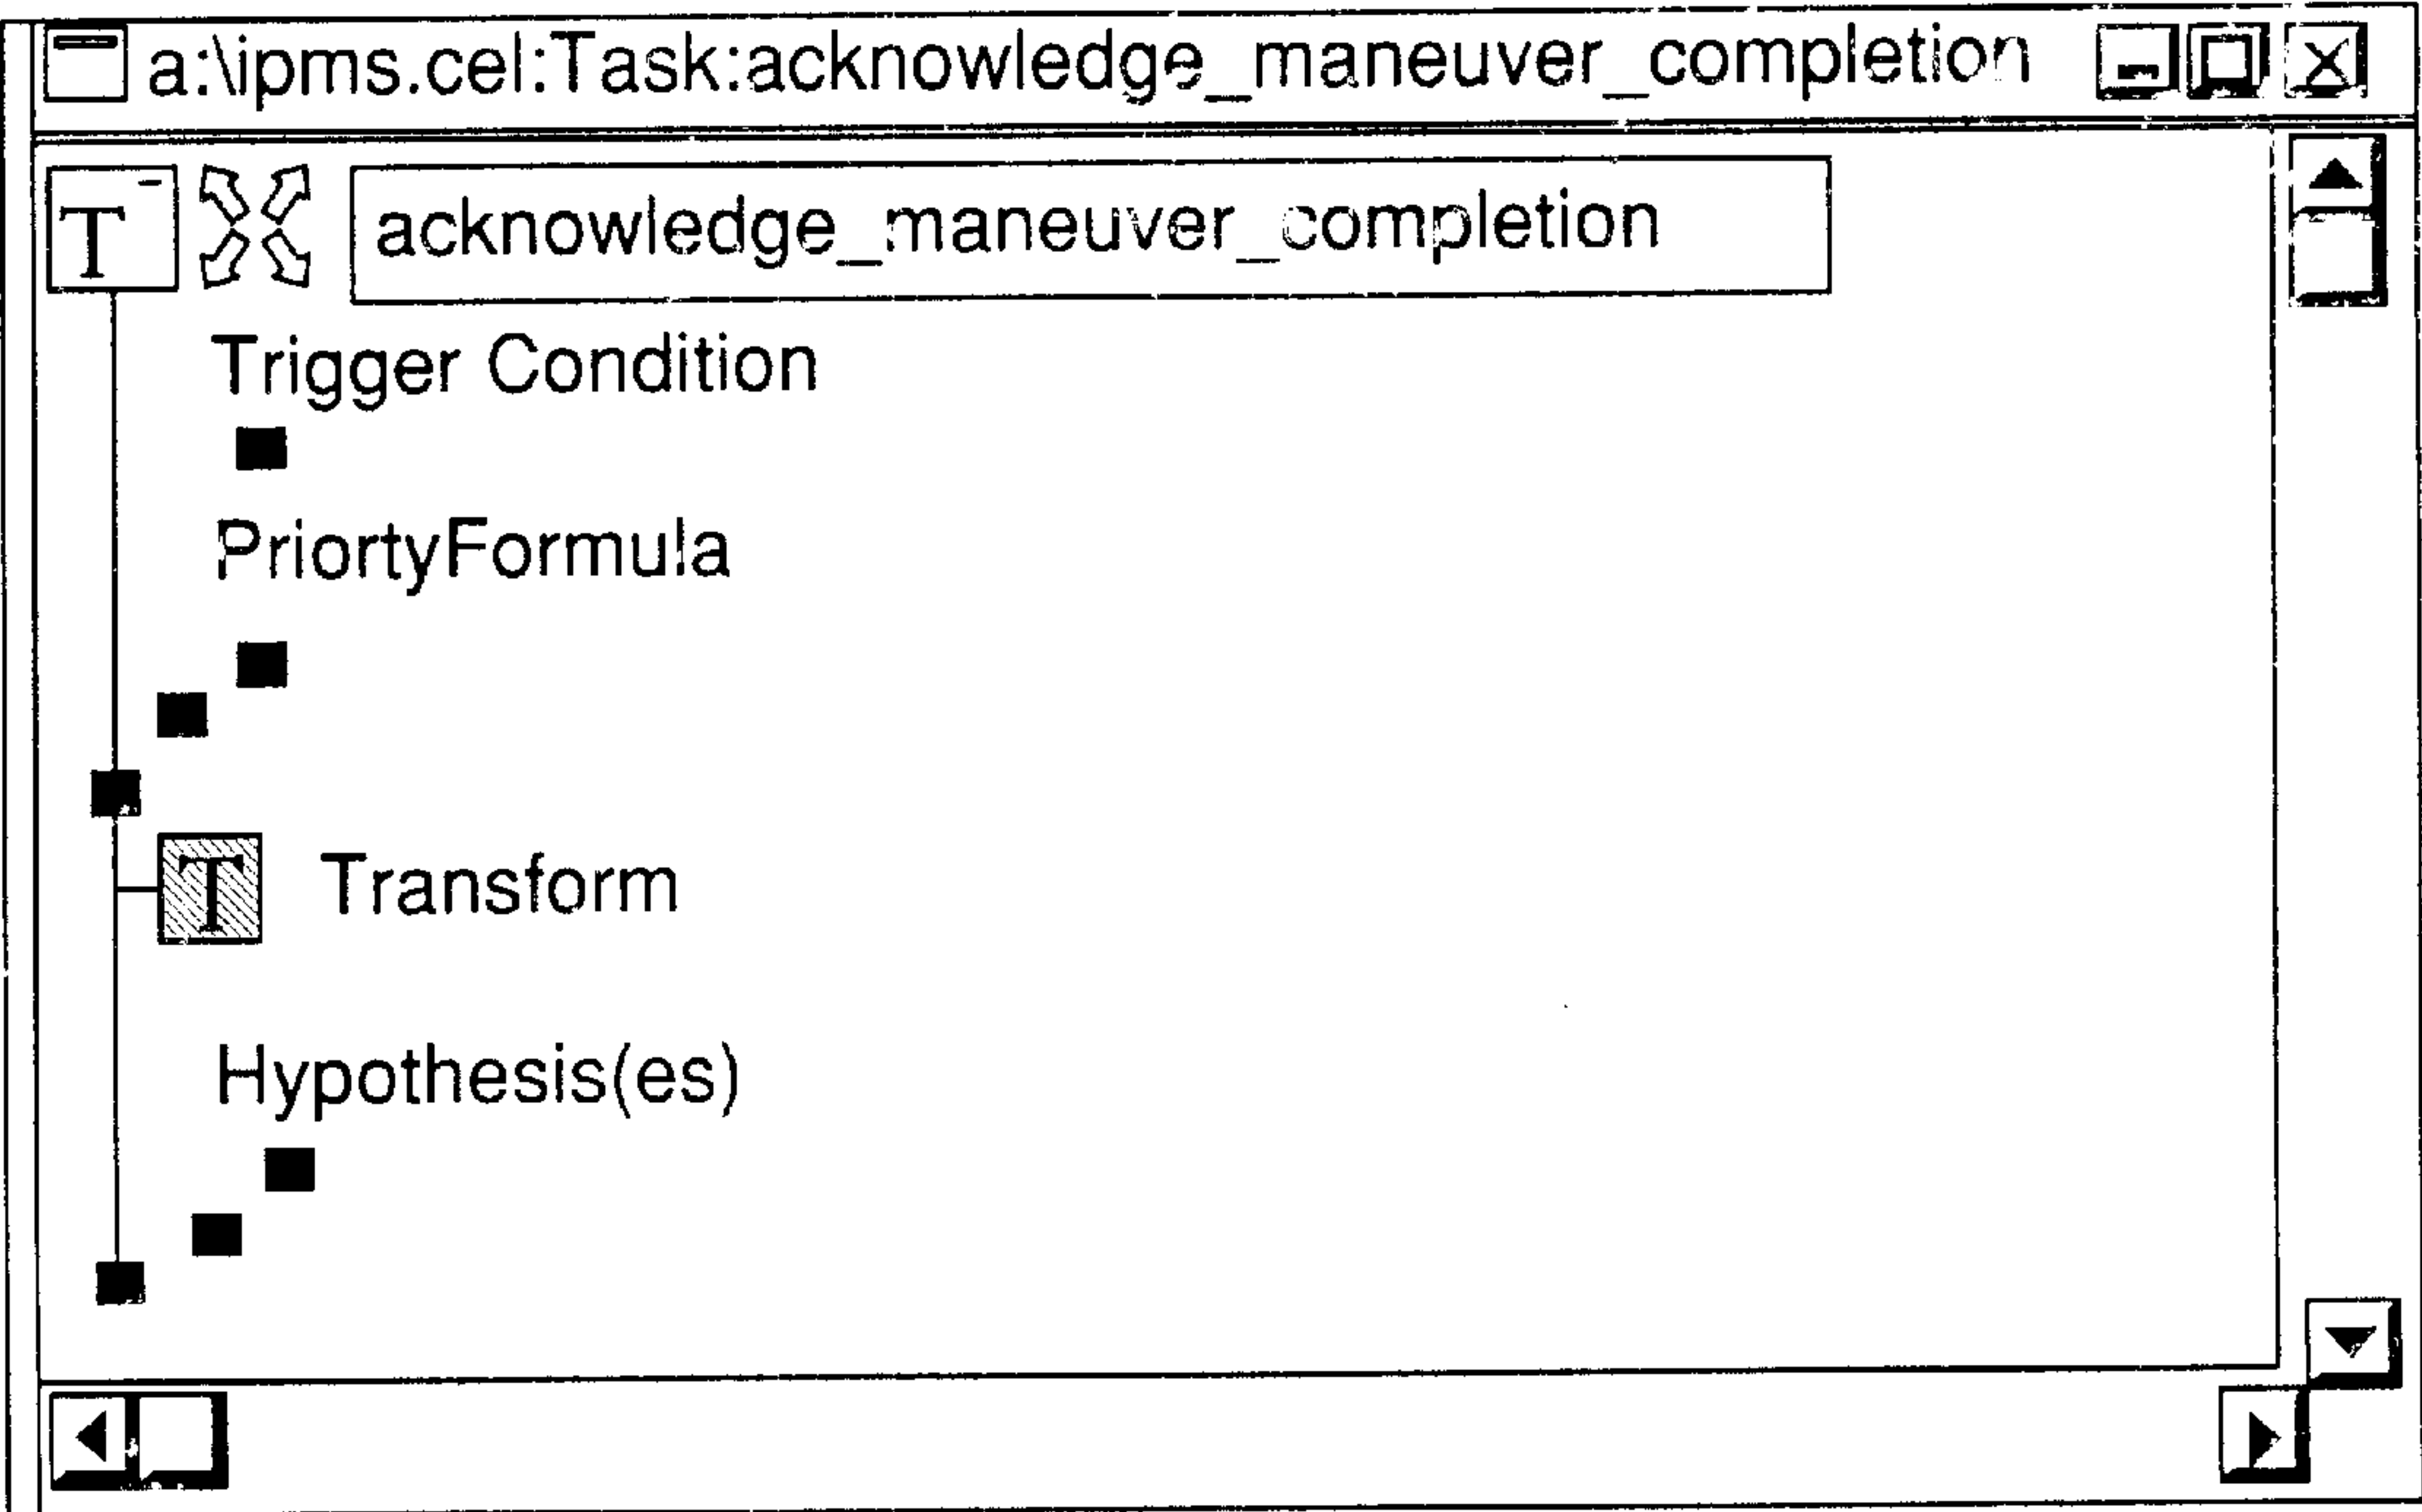 a:\ipms.cel:Task:acknowledge_maneuver_completion
T acknowledge_maneuver_completion
Trigger Condition
PriortyFormula
T Transform
Hypothesis(es)